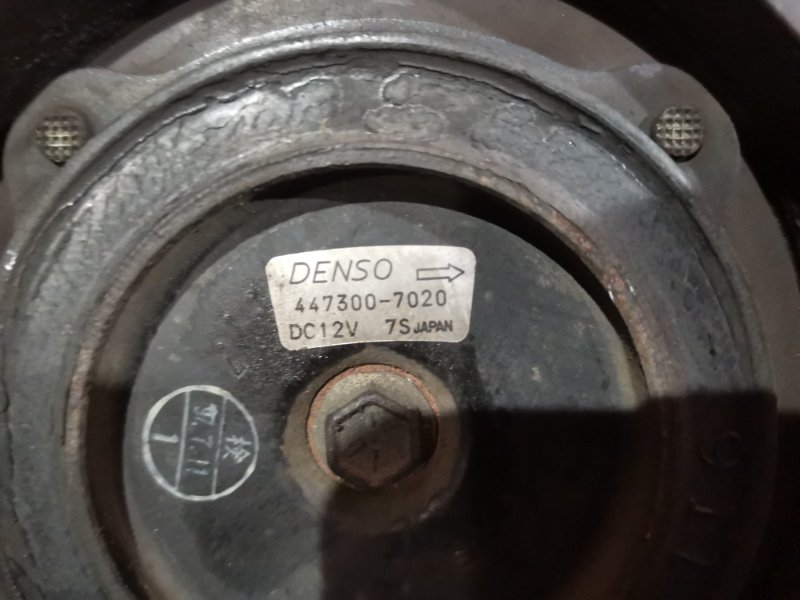 DENSO
447300-7020
DC12V 7S JAPAN
検
97.7.11
1